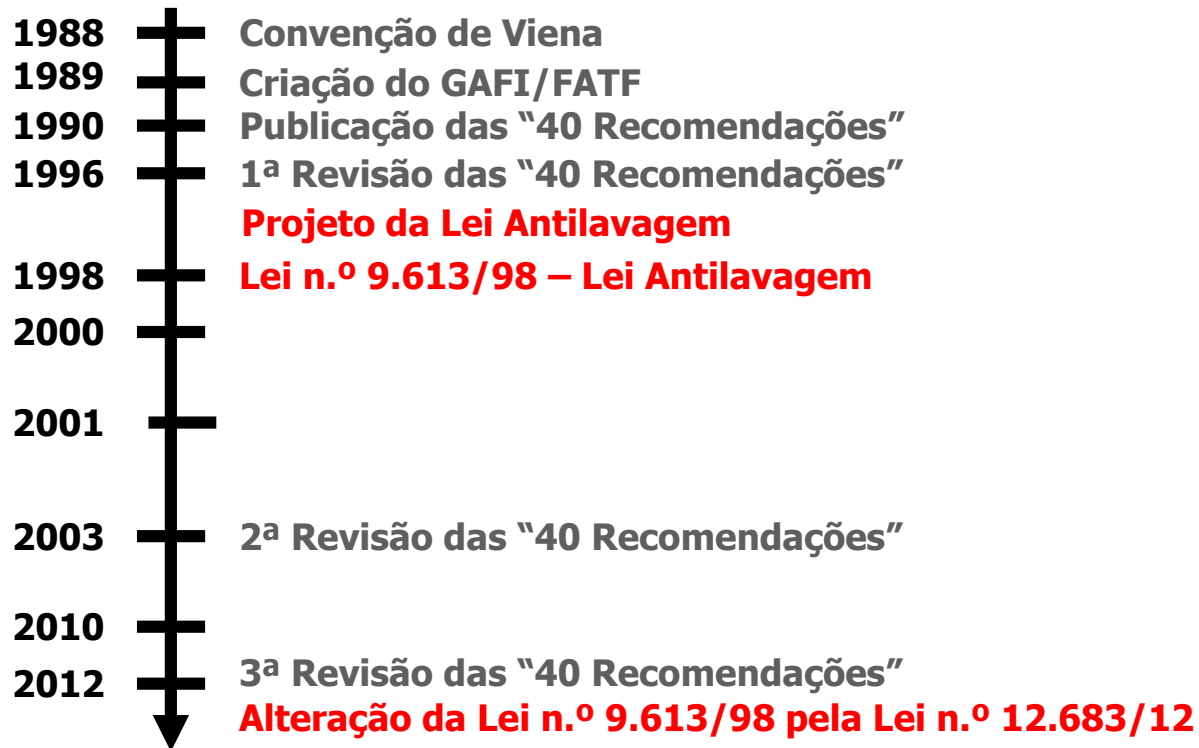 1988 Convenção de Viena
1989 Criação do GAFI/FATF
1990 Publicação das “40 Recomendações”
1996 1ª Revisão das “40 Recomendações”
Projeto da Lei Antilavagem
1998 Lei n.º 9.613/98 – Lei Antilavagem
2000
2001
2003 2ª Revisão das “40 Recomendações”
2010
2012 3ª Revisão das “40 Recomendações”
Alteração da Lei n.º 9.613/98 pela Lei n.º 12.683/12